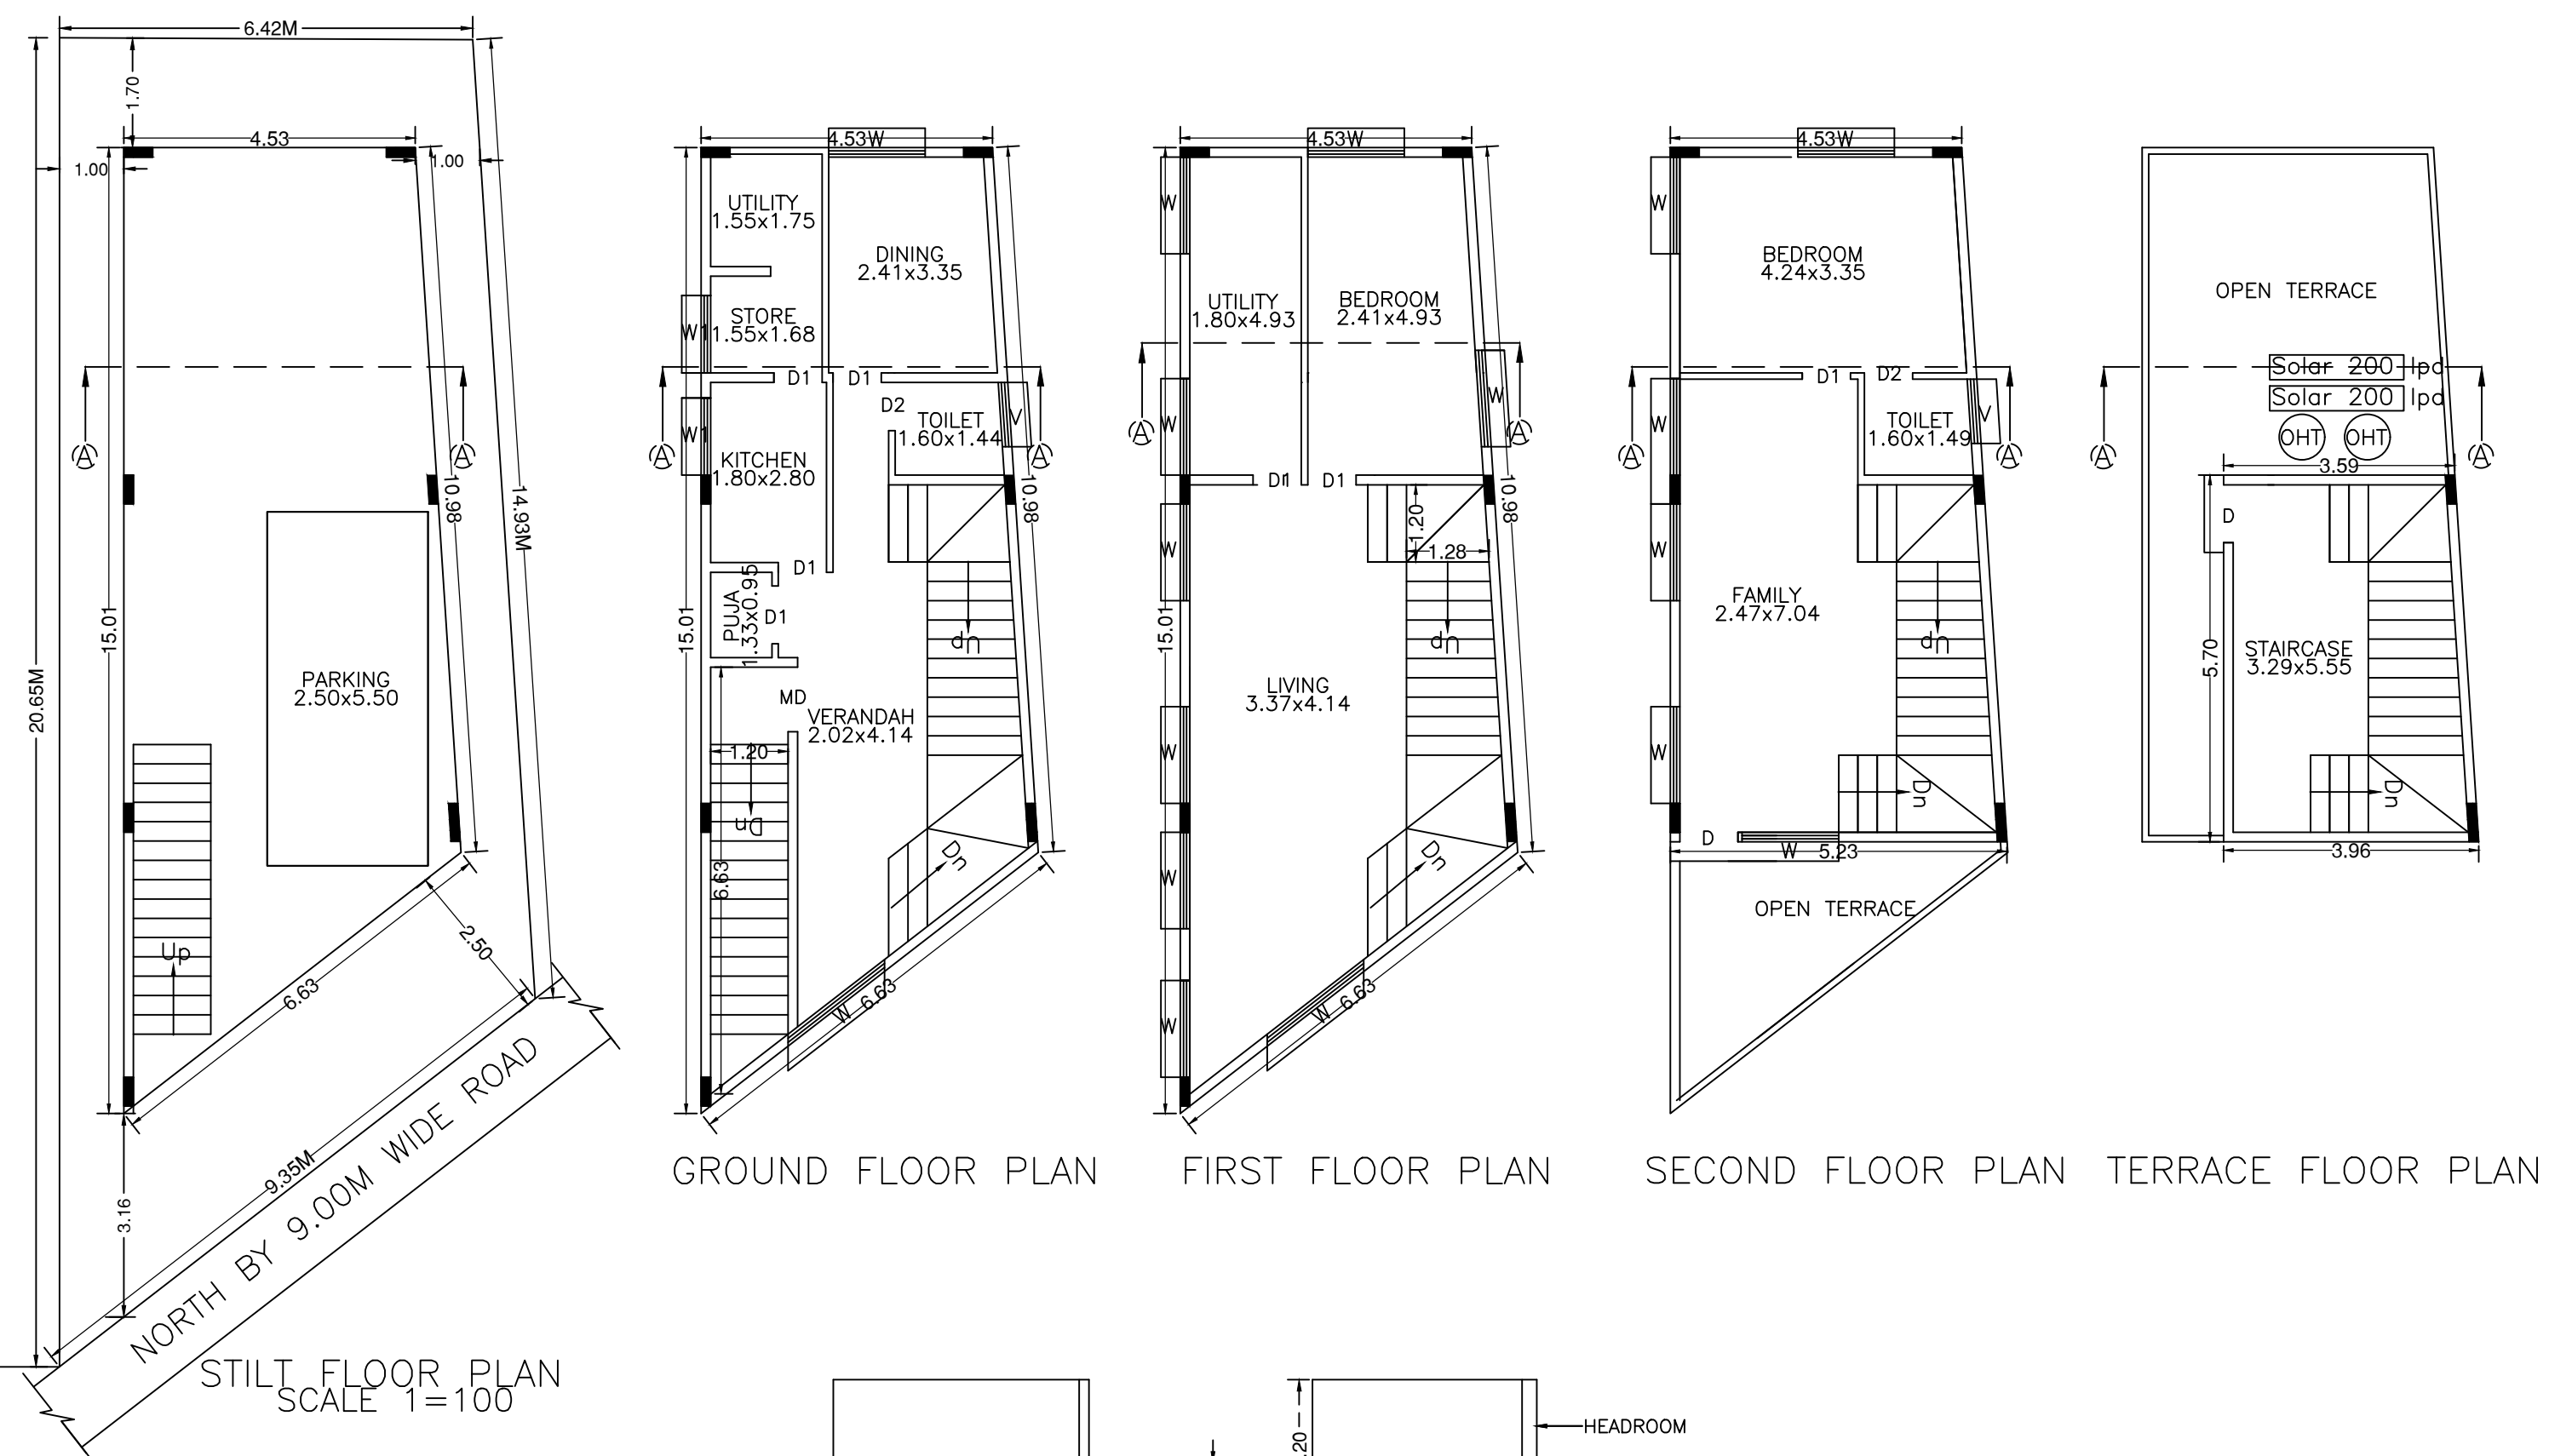 6.42M
1.70
4.53
1.00
1.00
10.98
14.93M
15.01
20.65M
PARKING
2.50x5.50
Up
A
A
6.63
2.50
9.35M
3.16
NORTH BY 9.00M WIDE ROAD
STILT FLOOR PLAN
SCALE 1=100
4.53
W
UTILITY
1.55x1.75
DINING
2.41x3.35
STORE
1.55x1.68
W1
D1
D1
D2
TOILET
1.60x1.44
V
W1
A
A
KITCHEN
1.80x2.80
10.98
D1
PUJA
1.33x0.95
D1
15.01
Up
MD
VERANDAH
2.02x4.14
1.20
Dn
6.63
Dn
W
6.63
GROUND FLOOR PLAN
4.53
W
W
UTILITY
1.80x4.93
BEDROOM
2.41x4.93
W
W
A
A
D1
D1
10.98
1.20
1.28
W
15.01
Up
LIVING
3.37x4.14
W
W
Dn
W
W
6.63
FIRST FLOOR PLAN
4.53
W
W
BEDROOM
4.24x3.35
D1
D2
W
TOILET
1.60x1.49
V
A
A
W
FAMILY
2.47x7.04
Up
W
Dn
D
W
5.23
OPEN TERRACE
SECOND FLOOR PLAN
OPEN TERRACE
Solar 200 lpd
Solar 200 lpd
OHT
OHT
A
A
3.59
D
5.70
STAIRCASE
3.29x5.55
Dn
3.96
TERRACE FLOOR PLAN
HEADROOM